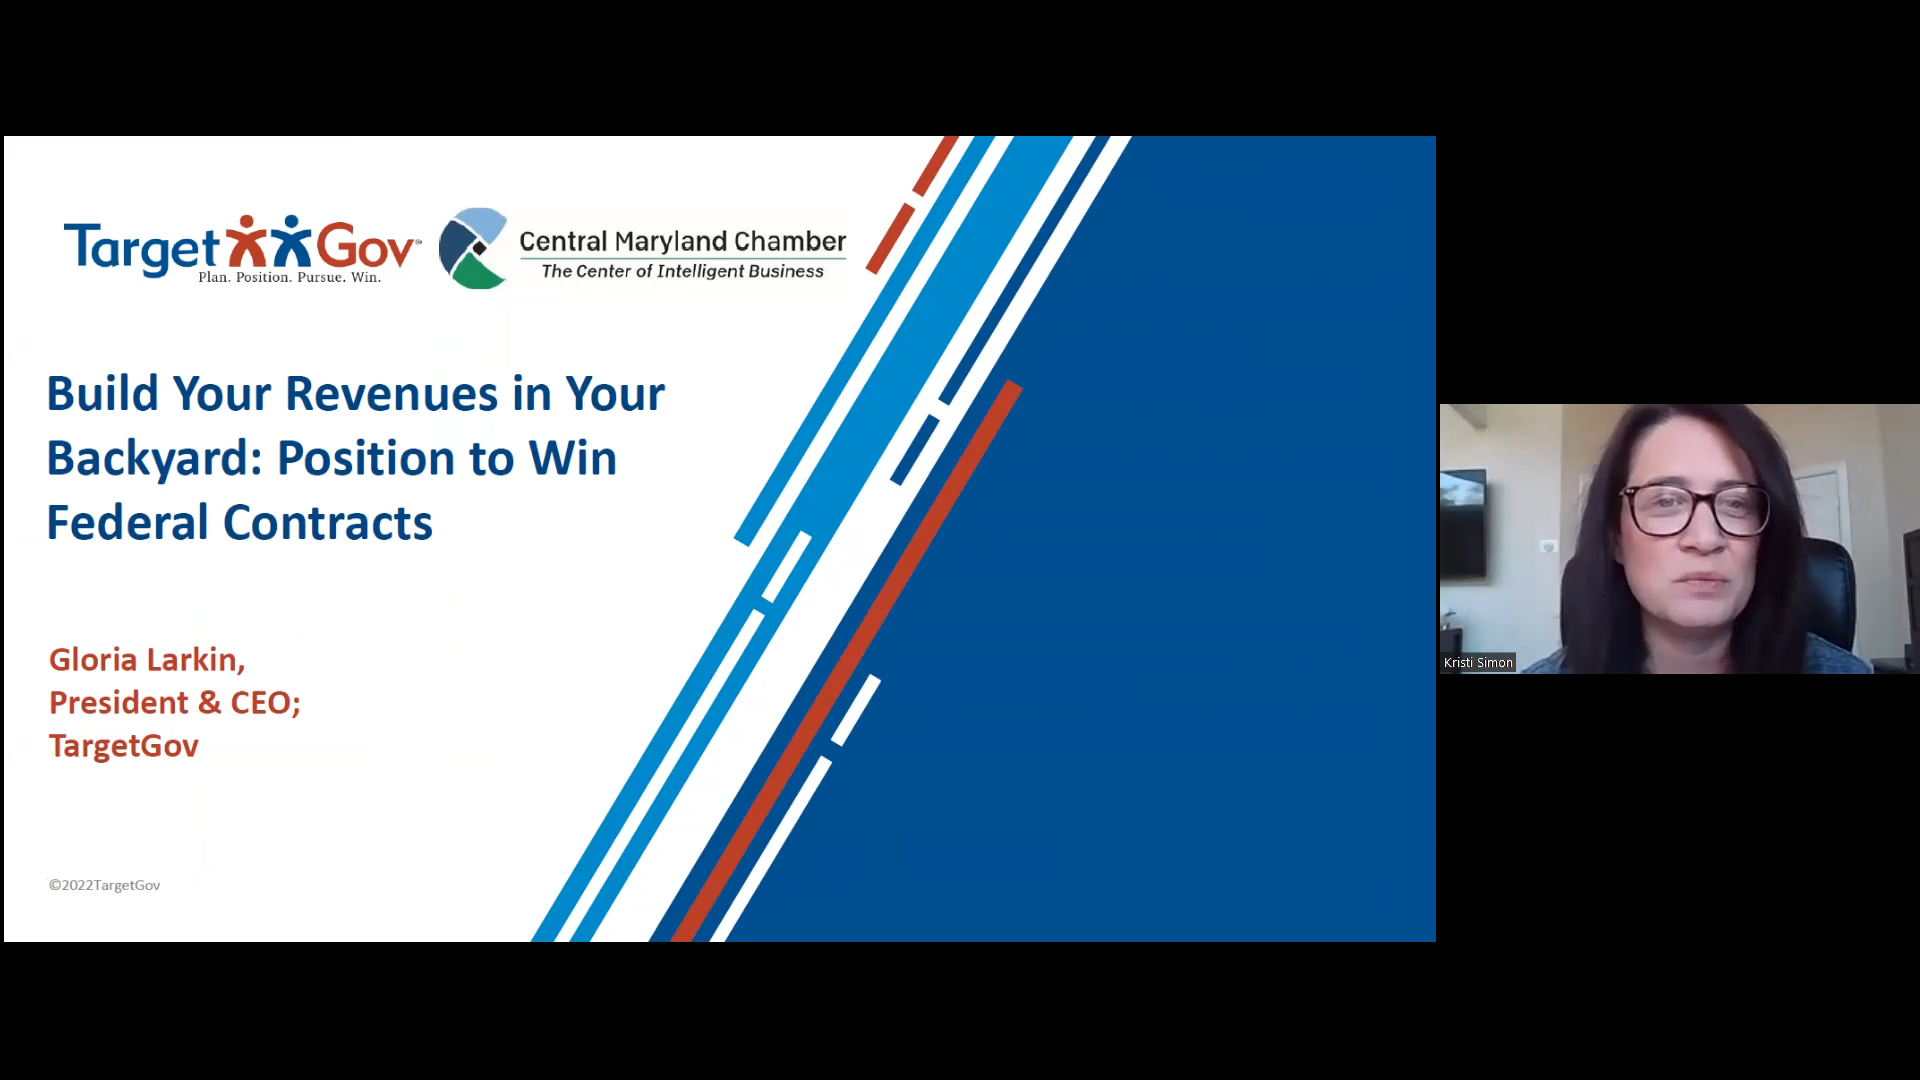 TargetGov®
Plan. Position. Pursue. Win.
Central Maryland Chamber
The Center of Intelligent Business
Build Your Revenues in Your
Backyard: Position to Win
Federal Contracts
Gloria Larkin,
President & CEO;
TargetGov
©2022TargetGov
Kristi Simon